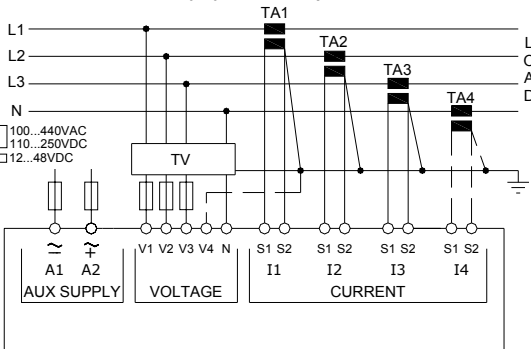 TA1
L1
L2
TA2
L3
TA3
N
TA4
L
O
A
D
100...440VAC
110...250VDC
12...48VDC
TV
V1 V2 V3 V4 N
S1 S2 S1 S2 S1 S2 S1 S2
A1 A2
I1 I2 I3 I4
AUX SUPPLY VOLTAGE CURRENT